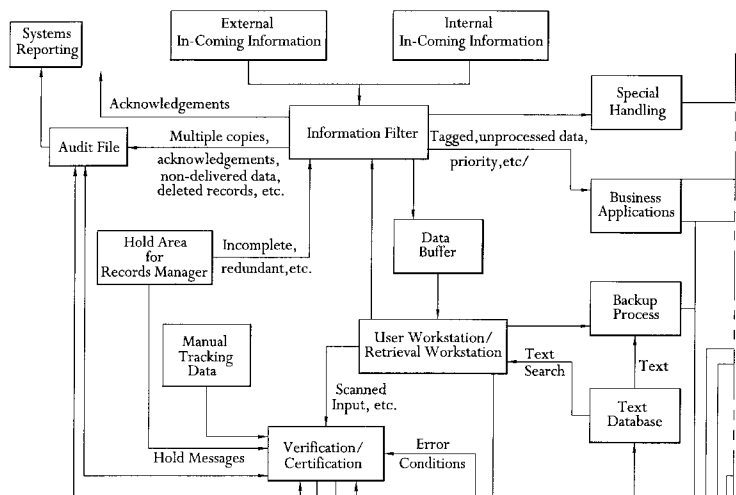 Systems
Reporting
External
In-Coming Information
Internal
In-Coming Information
Acknowledgements
Special
Handling
Information Filter
Audit File
Multiple copies,
acknowledgements,
non-delivered data,
deleted records, etc.
Tagged,unprocessed data,
priority,etc/
Business
Applications
Hold Area
for
Records Manager
Incomplete,
redundant,etc.
Data
Buffer
Backup
Process
Manual
Tracking
Data
User Workstation/
Retrieval Workstation
Text
Search
Text
Scanned
Input, etc.
Text
Database
Verification/
Certification
Hold Messages
Error
Conditions